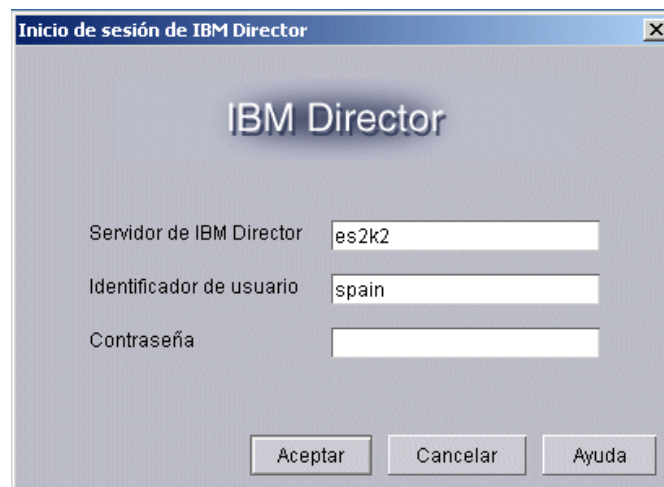 Inicio de sesión de IBM Director
IBM Director
Servidor de IBM Director es2k2
Identificador de usuario spain
Contraseña
Aceptar Cancelar Ayuda